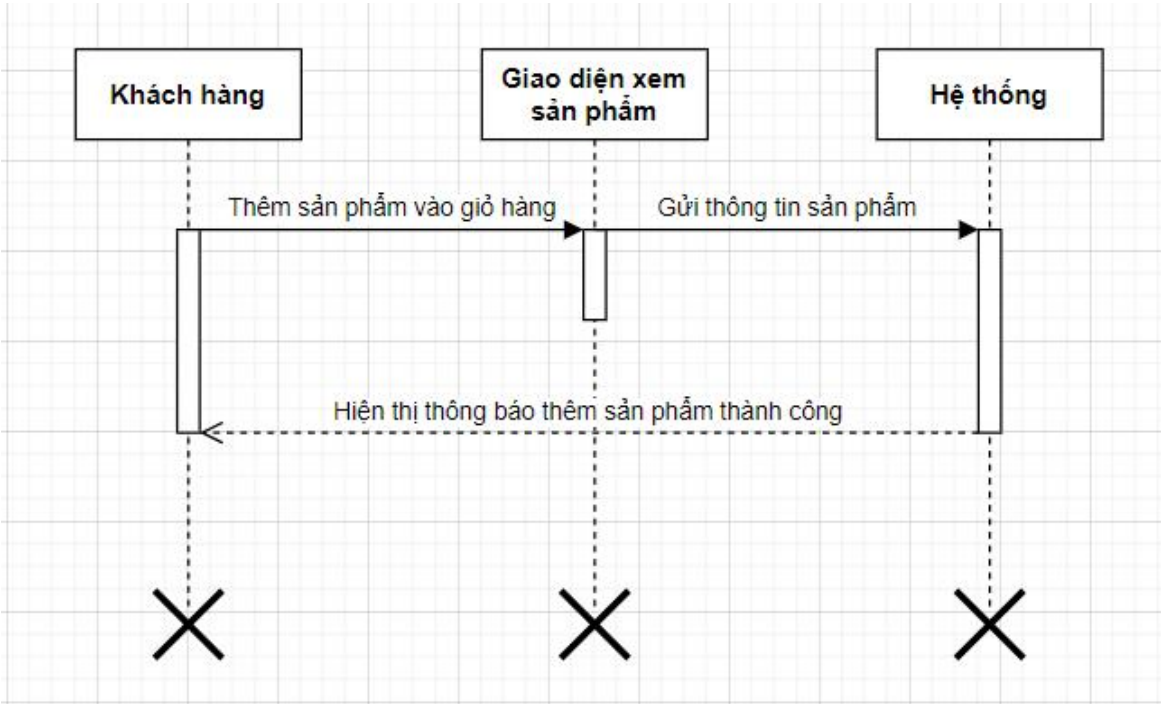 Khách hàng
Giao diện xem
sản phẩm
Hệ thống
Thêm sản phẩm vào giỏ hàng
Gửi thông tin sản phẩm
Hiện thị thông báo thêm sản phẩm thành công